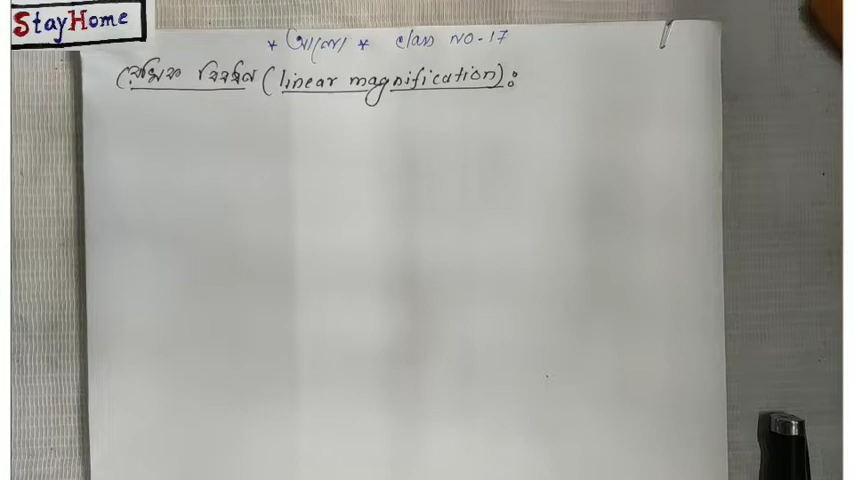 StayHome
* আলো * class NO-17
রৈখিক বিবর্ধন (linear magnification):